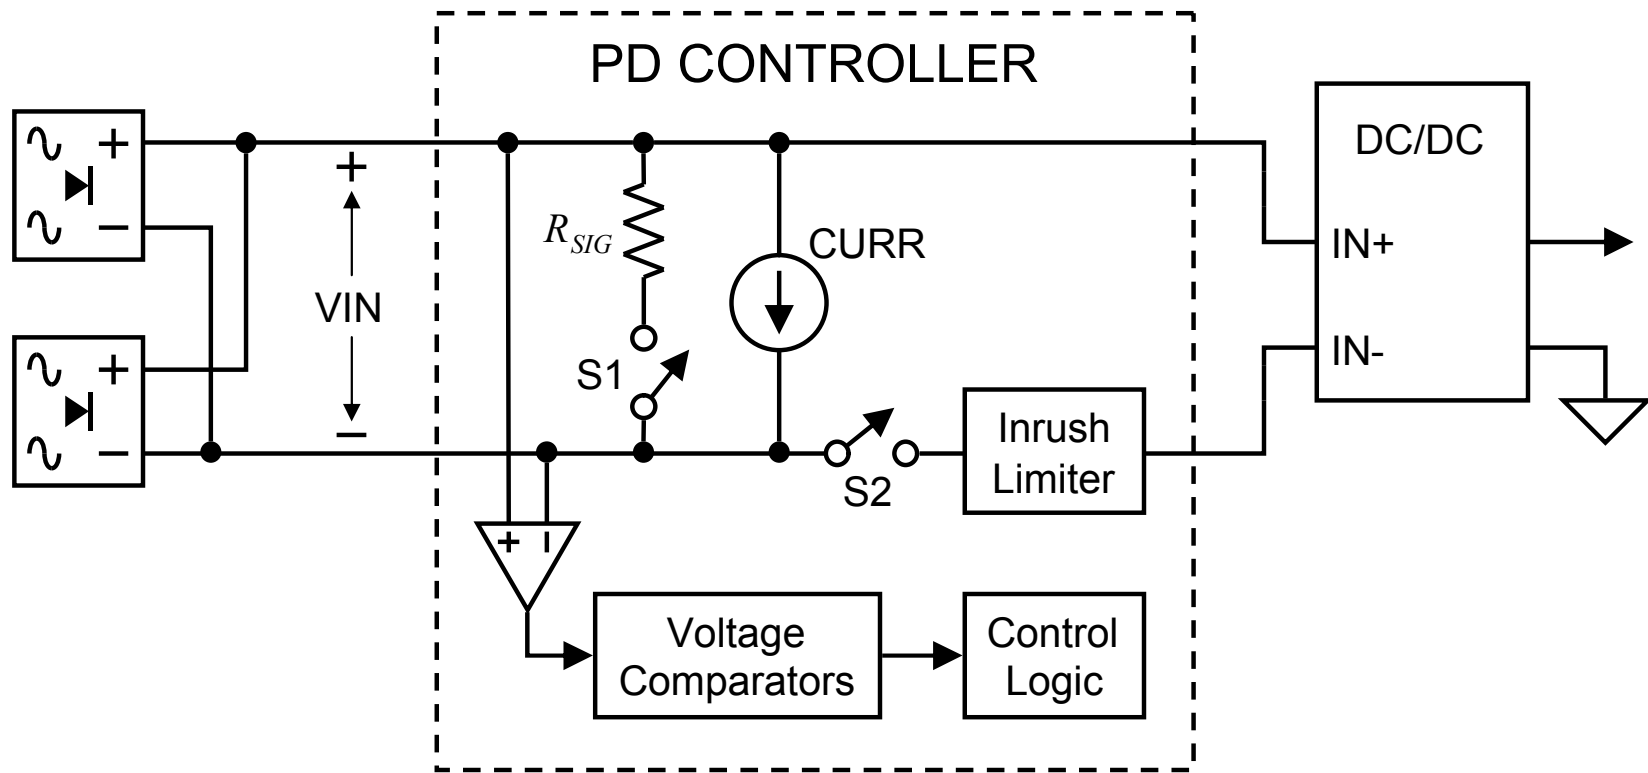 PD CONTROLLER
DC/DC
+
−
+
VIN
−
+
−
R_SIG
CURR
IN+
IN-
S1
S2
Inrush
Limiter
+ −
Voltage
Comparators
Control
Logic